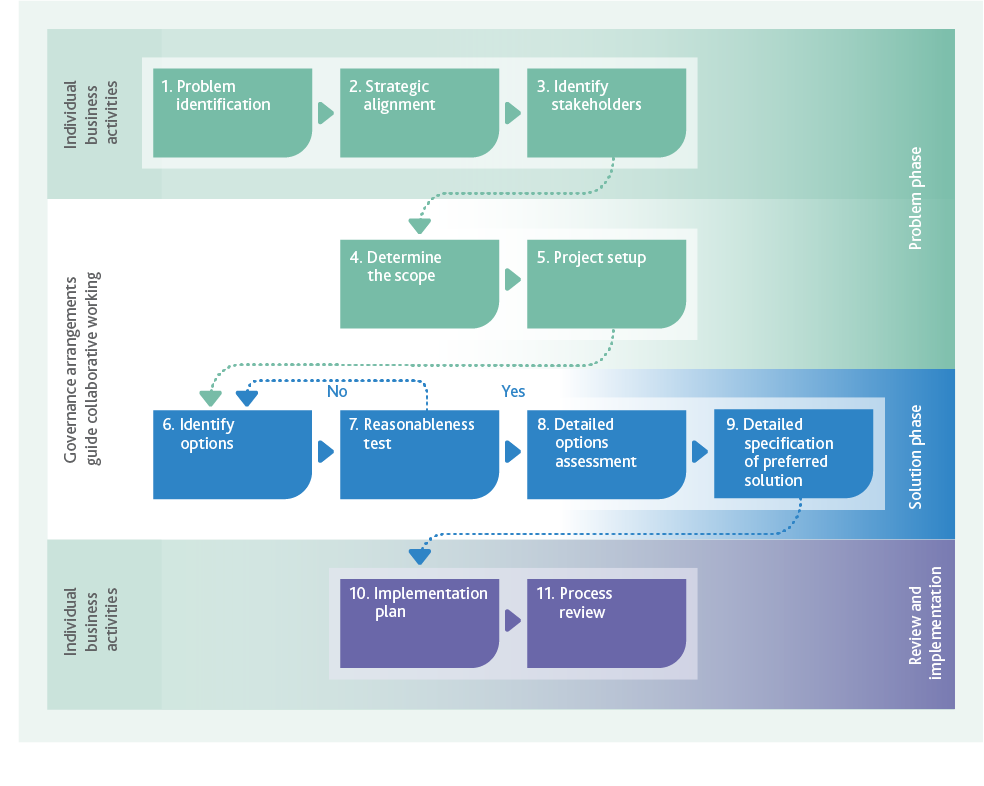 Individual
business
activities
1. Problem
identification
2. Strategic
alignment
3. Identify
stakeholders
Problem phase
Governance arrangements
guide collaborative working
4. Determine
the scope
5. Project setup
No
Yes
6. Identify
options
7. Reasonableness
test
8. Detailed
options
assessment
9. Detailed
specification
of preferred
solution
Solution phase
Individual
business
activities
10. Implementation
plan
11. Process
review
Review and
implementation